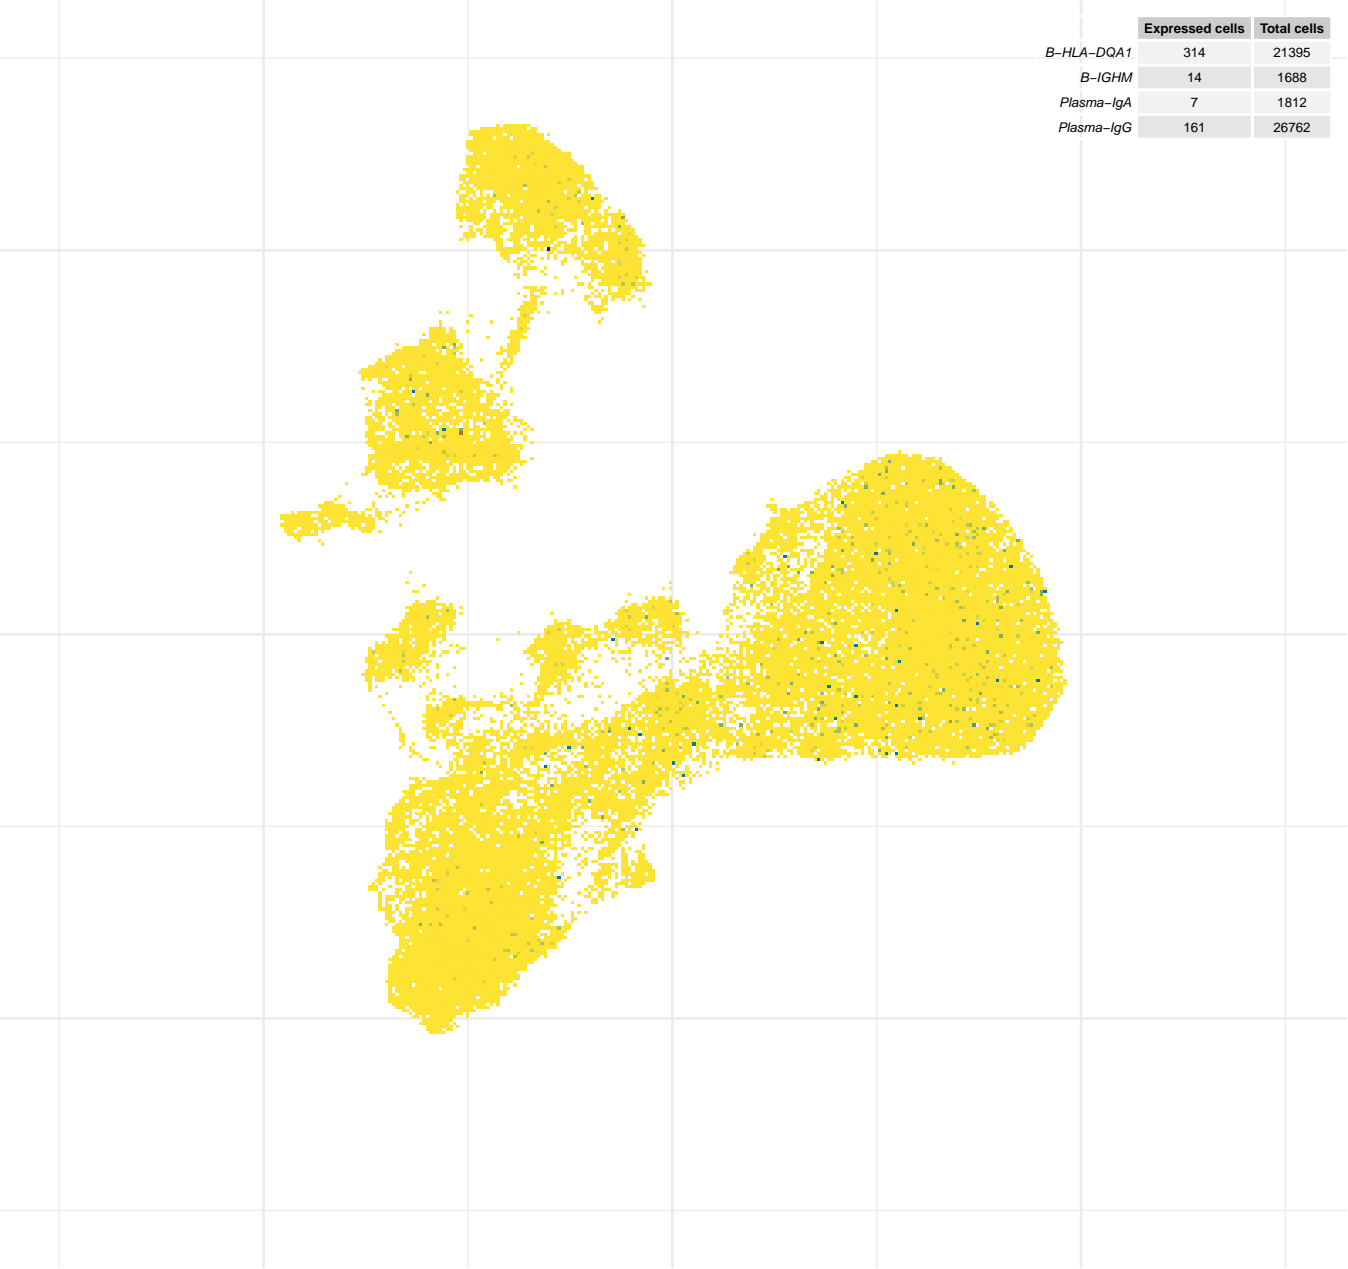 Expressed cells Total cells
B−HLA−DQA1 314 21395
B−IGHM 14 1688
Plasma−IgA 7 1812
Plasma−IgG 161 26762